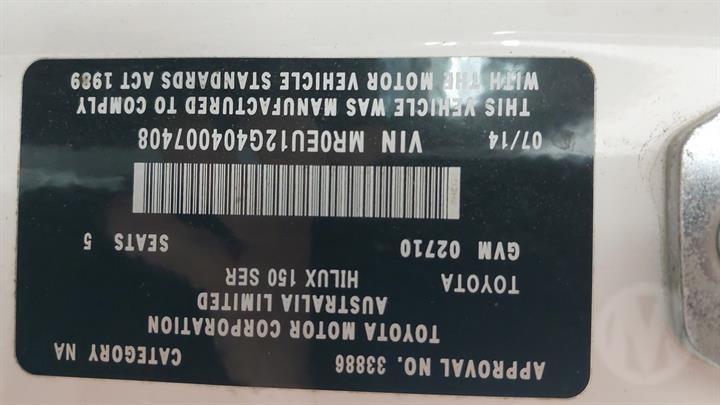 APPROVAL NO. 33886 CATEGORY NA
TOYOTA MOTOR CORPORATION
AUSTRALIA LIMITED
TOYOTA HILUX 150 SER
GVM 02710 SEATS 5
VIN MR0EU12G404007408
07/14 THIS VEHICLE WAS MANUFACTURED TO COMPLY
WITH THE MOTOR VEHICLE STANDARDS ACT 1989
M